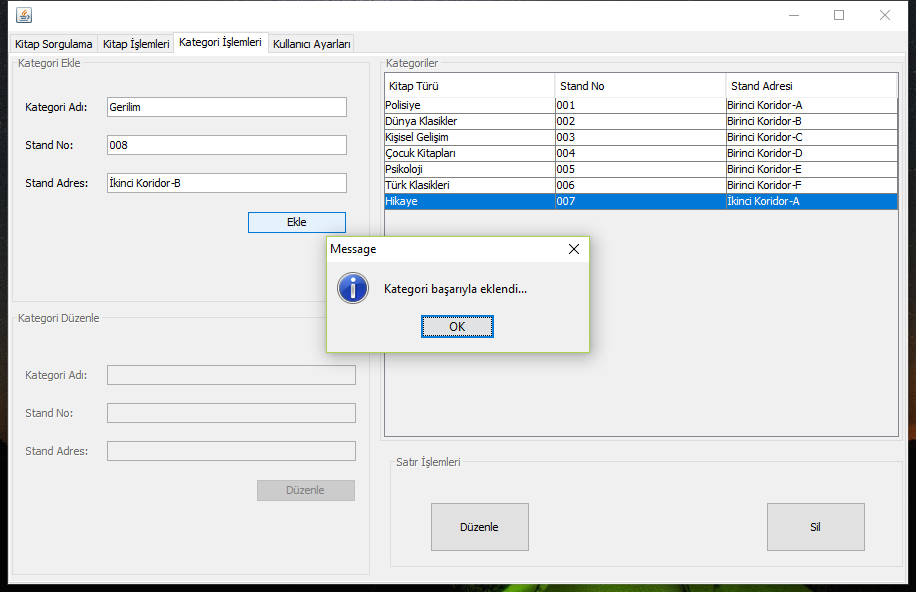 Kitap Sorgulama Kitap İşlemleri Kategori İşlemleri Kullanıcı Ayarları
Kategori Ekle
Kategori Adı: Gerilim
Stand No: 008
Stand Adres: İkinci Koridor-B
Ekle
Kategori Düzenle
Kategori Adı:
Stand No:
Stand Adres:
Düzenle
Kategoriler
Kitap Türü Stand No Stand Adresi
Polisiye 001 Birinci Koridor-A
Dünya Klasikler 002 Birinci Koridor-B
Kişisel Gelişim 003 Birinci Koridor-C
Çocuk Kitapları 004 Birinci Koridor-D
Psikoloji 005 Birinci Koridor-E
Türk Klasikleri 006 Birinci Koridor-F
Hikaye 007 İkinci Koridor-A
Message
Kategori başarıyla eklendi...
OK
Satır İşlemleri
Düzenle Sil